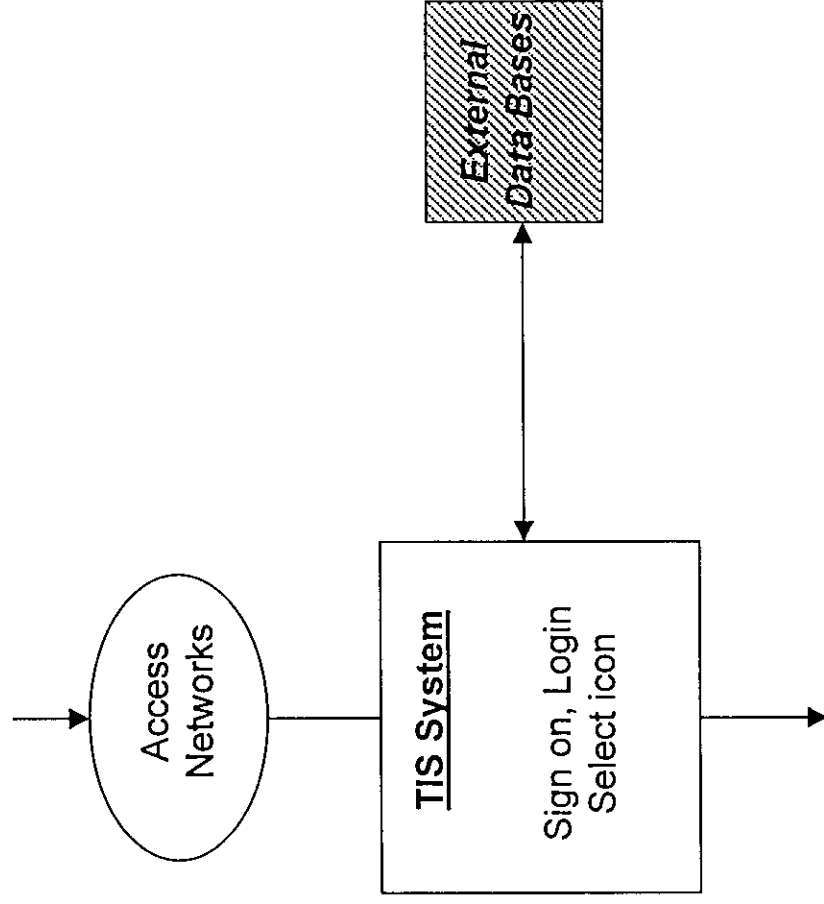 Access
Networks
TIS System
Sign on, Login
Select icon
External
Data Bases